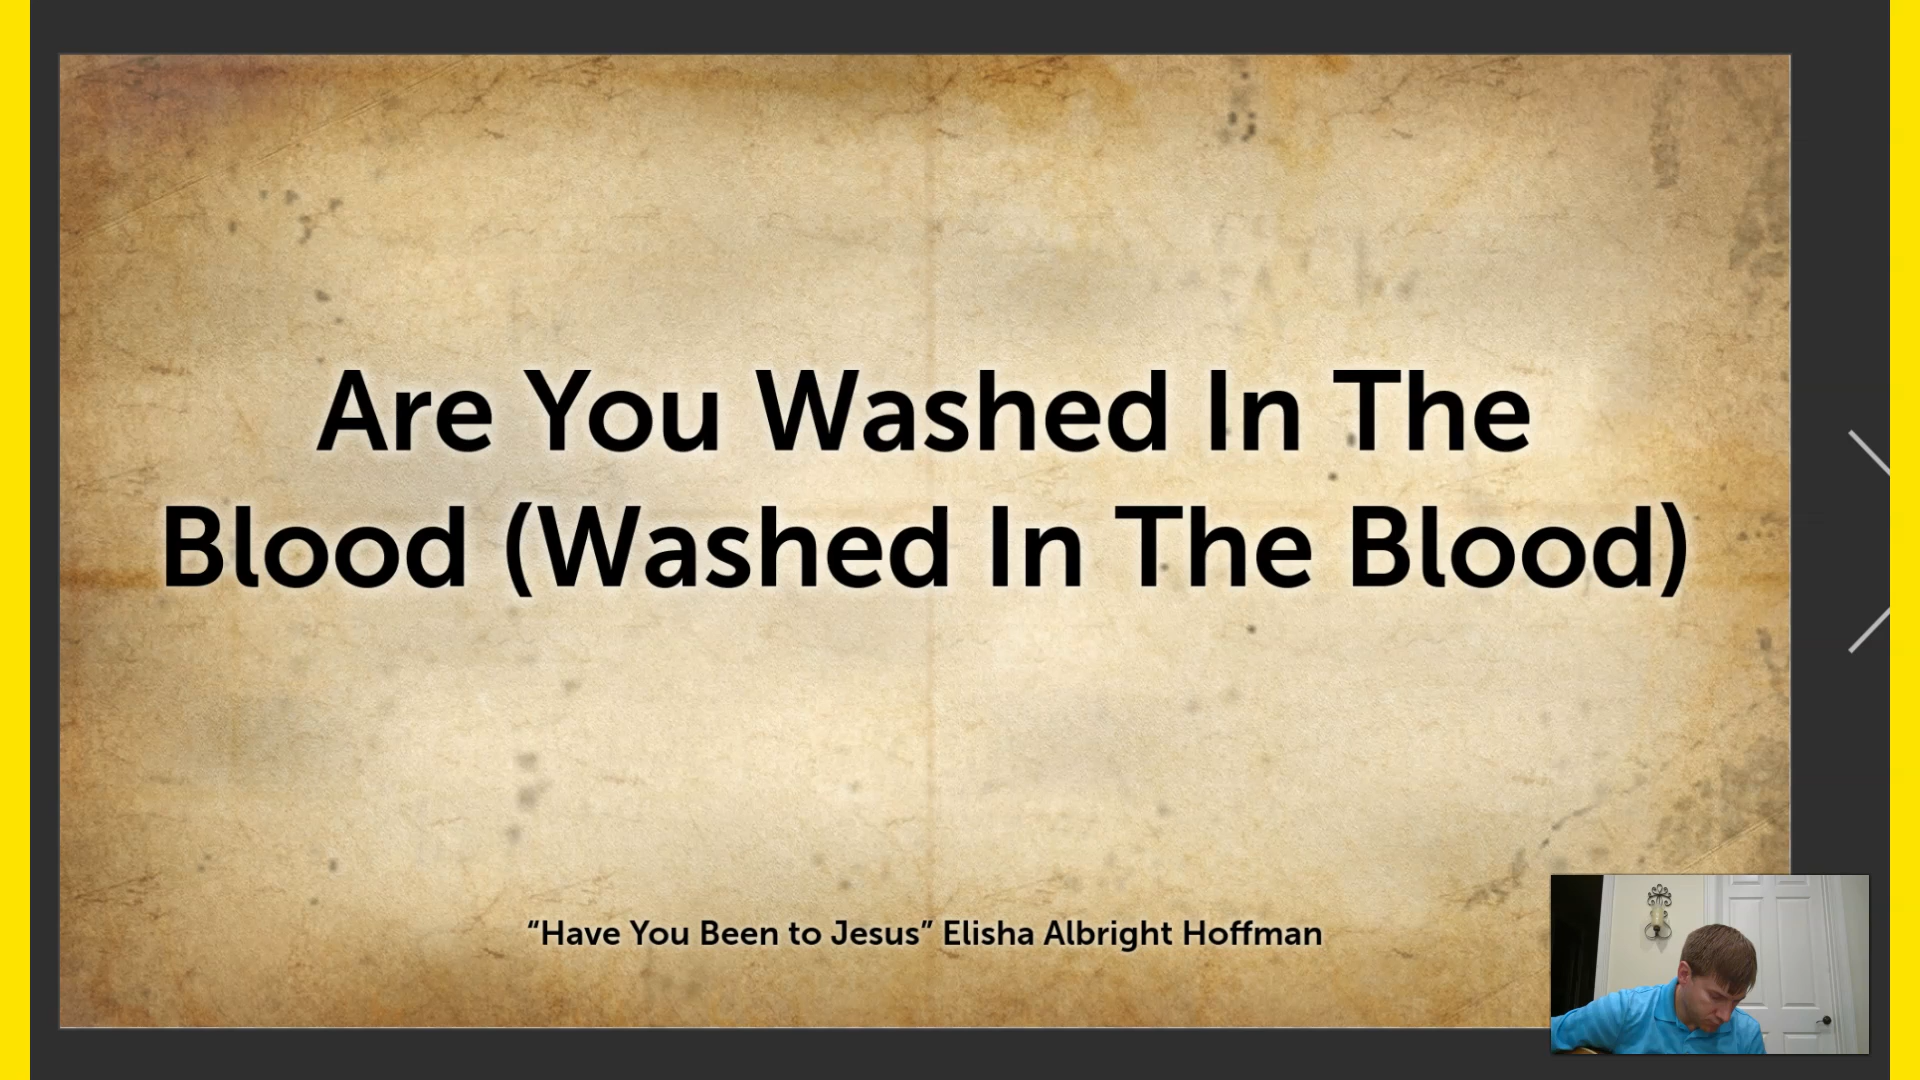 Are You Washed In The
Blood (Washed In The Blood)
“Have You Been to Jesus” Elisha Albright Hoffman